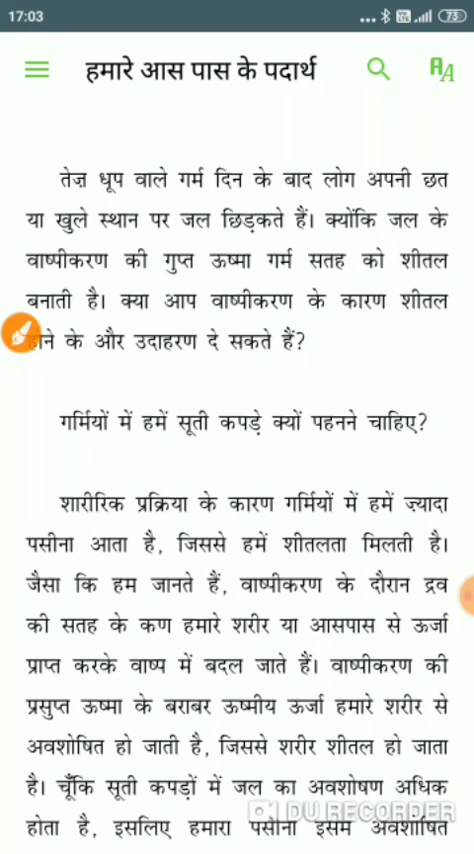 17:03
73
हमारे आस पास के पदार्थ
तेज़ धूप वाले गर्म दिन के बाद लोग अपनी छत
या खुले स्थान पर जल छिड़कते हैं। क्योंकि जल के
वाष्पीकरण की गुप्त ऊष्मा गर्म सतह को शीतल
बनाती है। क्या आप वाष्पीकरण के कारण शीतल
होने के और उदाहरण दे सकते हैं?
गर्मियों में हमें सूती कपड़े क्यों पहनने चाहिए?
शारीरिक प्रक्रिया के कारण गर्मियों में हमें ज़्यादा
पसीना आता है, जिससे हमें शीतलता मिलती है।
जैसा कि हम जानते हैं, वाष्पीकरण के दौरान द्रव
की सतह के कण हमारे शरीर या आसपास से ऊर्जा
प्राप्त करके वाष्प में बदल जाते हैं। वाष्पीकरण की
प्रसुप्त ऊष्मा के बराबर ऊष्मीय ऊर्जा हमारे शरीर से
अवशोषित हो जाती है, जिससे शरीर शीतल हो जाता
है। चूँकि सूती कपड़ों में जल का अवशोषण अधिक
DU RECORDER
होता है, इसलिए हमारा पसीना इसमें अवशोषित